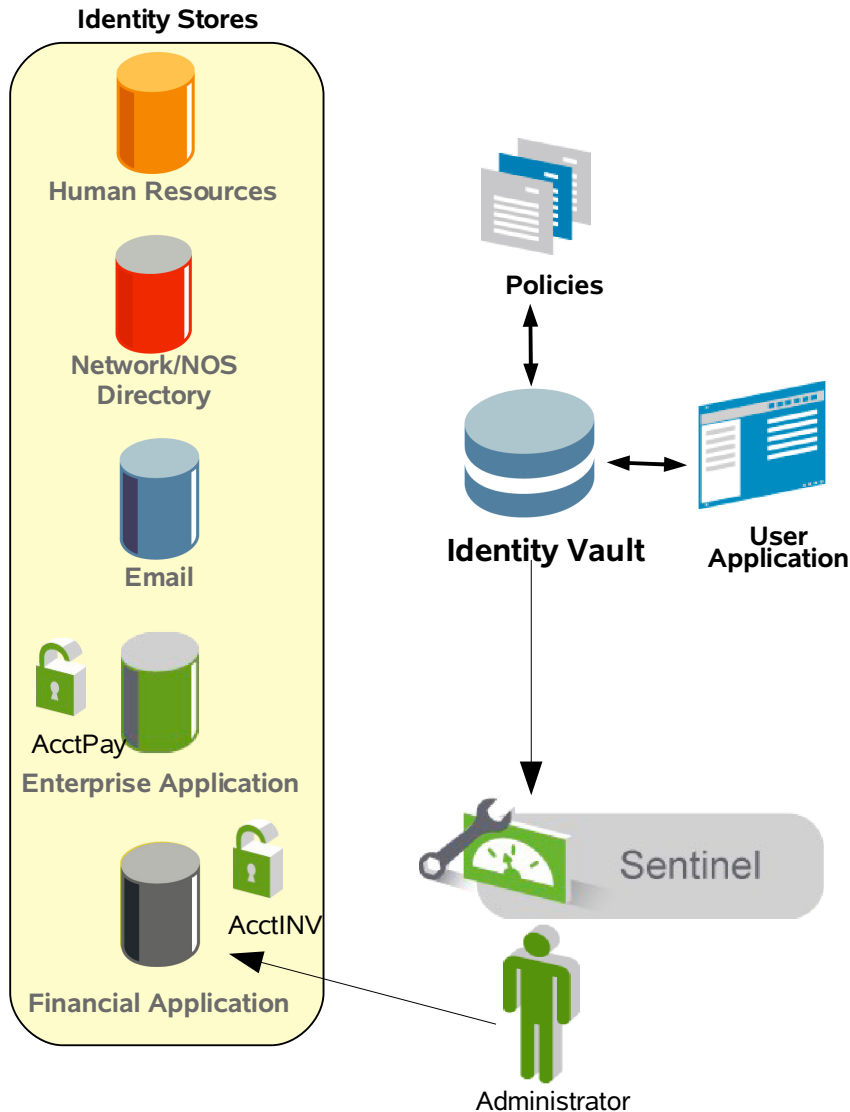 Identity Stores
Human Resources
Network/NOS
Directory
Email
AcctPay
Enterprise Application
AcctINV
Financial Application
Policies
Identity Vault
User
Application
Sentinel
Administrator